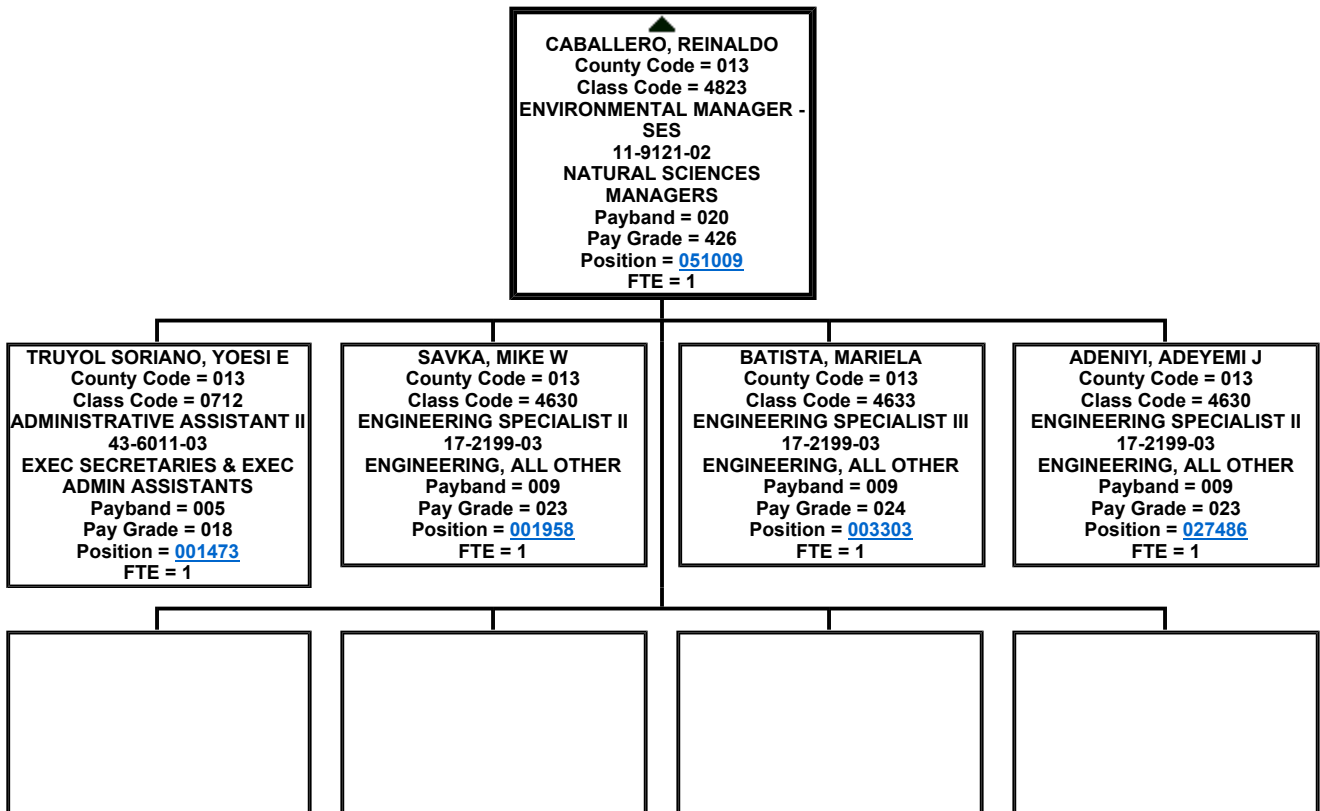 CABALLERO, REINALDO
County Code = 013
Class Code = 4823
ENVIRONMENTAL MANAGER -
SES
11-9121-02
NATURAL SCIENCES
MANAGERS
Payband = 020
Pay Grade = 426
Position = 051009
FTE = 1
TRUYOL SORIANO, YOESI E
County Code = 013
Class Code = 0712
ADMINISTRATIVE ASSISTANT II
43-6011-03
EXEC SECRETARIES & EXEC
ADMIN ASSISTANTS
Payband = 005
Pay Grade = 018
Position = 001473
FTE = 1
SAVKA, MIKE W
County Code = 013
Class Code = 4630
ENGINEERING SPECIALIST II
17-2199-03
ENGINEERING, ALL OTHER
Payband = 009
Pay Grade = 023
Position = 001958
FTE = 1
BATISTA, MARIELA
County Code = 013
Class Code = 4633
ENGINEERING SPECIALIST III
17-2199-03
ENGINEERING, ALL OTHER
Payband = 009
Pay Grade = 024
Position = 003303
FTE = 1
ADENIYI, ADEYEMI J
County Code = 013
Class Code = 4630
ENGINEERING SPECIALIST II
17-2199-03
ENGINEERING, ALL OTHER
Payband = 009
Pay Grade = 023
Position = 027486
FTE = 1